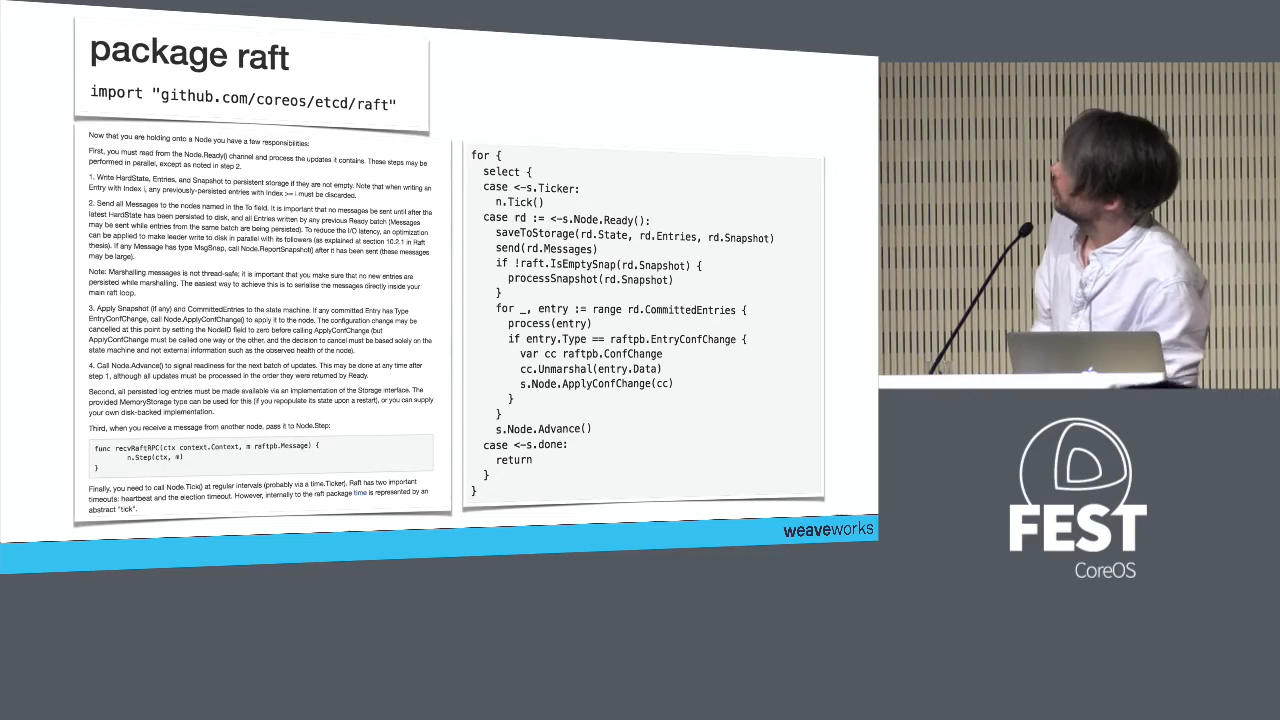 package raft
import "github.com/coreos/etcd/raft"
Now that you are holding onto a Node you have a few responsibilities:
First, you must read from the Node.Ready() channel and process the updates it contains. These steps may be
performed in parallel, except as noted in step 2.
1. Write HardState, Entries, and Snapshot to persistent storage if they are not empty. Note that when writing an
Entry with Index i, any previously-persisted entries with Index >= i must be discarded.
2. Send all Messages to the nodes named in the To field. It is important that no messages be sent until after the
latest HardState has been persisted to disk, and all Entries written by any previous Ready batch (Messages
may be sent while entries from the same batch are being persisted). To reduce the I/O latency, an optimization
can be applied to make leader write to disk in parallel with its followers (as explained at section 10.2.1 in Raft
thesis). If any Message has type MsgSnap, call Node.ReportSnapshot() after it has been sent (these messages
may be large).
Note: Marshalling messages is not thread-safe; it is important that you make sure that no new entries are
persisted while marshalling. The easiest way to achieve this is to serialise the messages directly inside your
main raft loop.
3. Apply Snapshot (if any) and CommittedEntries to the state machine. If any committed Entry has Type
EntryConfChange, call Node.ApplyConfChange() to apply it to the node. The configuration change may be
cancelled at this point by setting the NodeID field to zero before calling ApplyConfChange (but
ApplyConfChange must be called one way or the other, and the decision to cancel must be based solely on the
state machine and not external information such as the observed health of the node).
4. Call Node.Advance() to signal readiness for the next batch of updates. This may be done at any time after
step 1, although all updates must be processed in the order they were returned by Ready.
Second, all persisted log entries must be made available via an implementation of the Storage interface. The
provided MemoryStorage type can be used for this (if you repopulate its state upon a restart), or you can supply
your own disk-backed implementation.
Third, when you receive a message from another node, pass it to Node.Step:
func recvRaftRPC(ctx context.Context, m raftpb.Message) {
n.Step(ctx, m)
}
Finally, you need to call Node.Tick() at regular intervals (probably via a time.Ticker). Raft has two important
timeouts: heartbeat and the election timeout. However, internally to the raft package time is represented by an
abstract "tick".
for {
select {
case <-s.Ticker:
n.Tick()
case rd := <-s.Node.Ready():
saveToStorage(rd.State, rd.Entries, rd.Snapshot)
send(rd.Messages)
if !raft.IsEmptySnap(rd.Snapshot) {
processSnapshot(rd.Snapshot)
}
for _, entry := range rd.CommittedEntries {
process(entry)
if entry.Type == raftpb.EntryConfChange {
var cc raftpb.ConfChange
cc.Unmarshal(entry.Data)
s.Node.ApplyConfChange(cc)
}
}
s.Node.Advance()
case <-s.done:
return
}
}
weaveworks
FEST
CoreOS